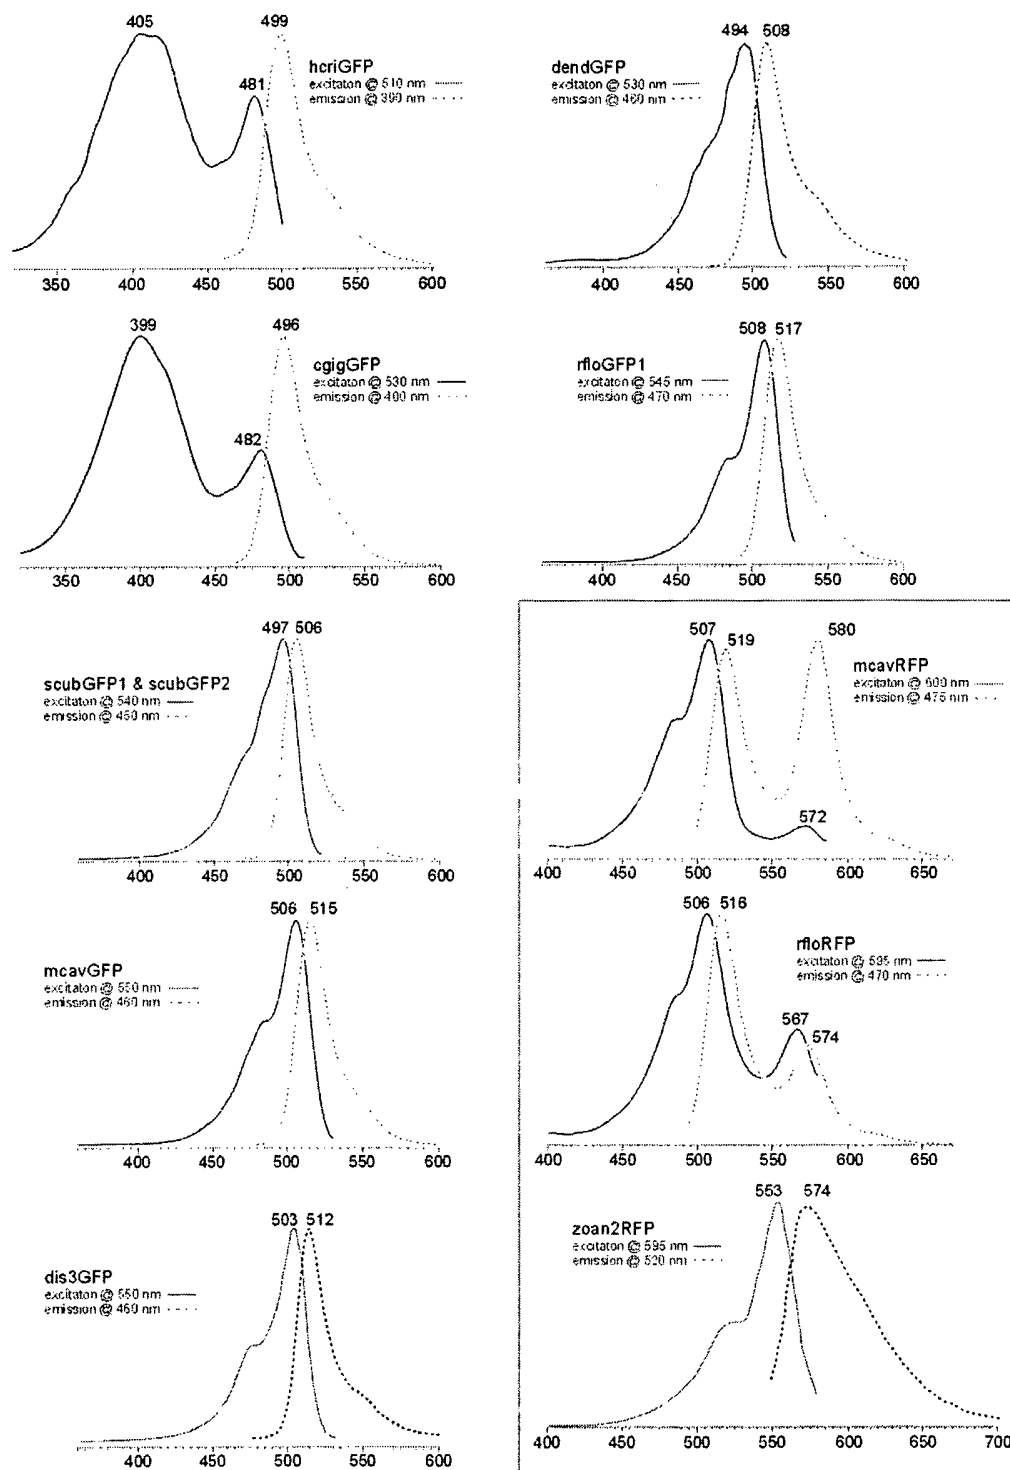 405
499
481
hcriGFP
excitaton @ 510 nm
emission @ 390 nm
350 400 450 500 550 600
494 508
dendGFP
excitaton @ 530 nm
emission @ 460 nm
400 450 500 550 600
399
496
482
cgigGFP
excitaton @ 530 nm
emission @ 400 nm
350 400 450 500 550 600
508 517
rfloGFP1
excitaton @ 545 nm
emission @ 470 nm
400 450 500 550 600
497 506
scubGFP1 & scubGFP2
excitaton @ 540 nm
emission @ 450 nm
400 450 500 550 600
507
519
580
572
mcavRFP
excitaton @ 600 nm
emission @ 475 nm
400 450 500 550 600 650
506 515
mcavGFP
excitaton @ 550 nm
emission @ 460 nm
400 450 500 550 600
506 516
567
574
rfloRFP
excitaton @ 595 nm
emission @ 470 nm
400 450 500 550 600 650
503 512
dis3GFP
excitaton @ 550 nm
emission @ 460 nm
400 450 500 550 600
553 574
zoan2RFP
excitaton @ 595 nm
emission @ 520 nm
400 450 500 550 600 650 700